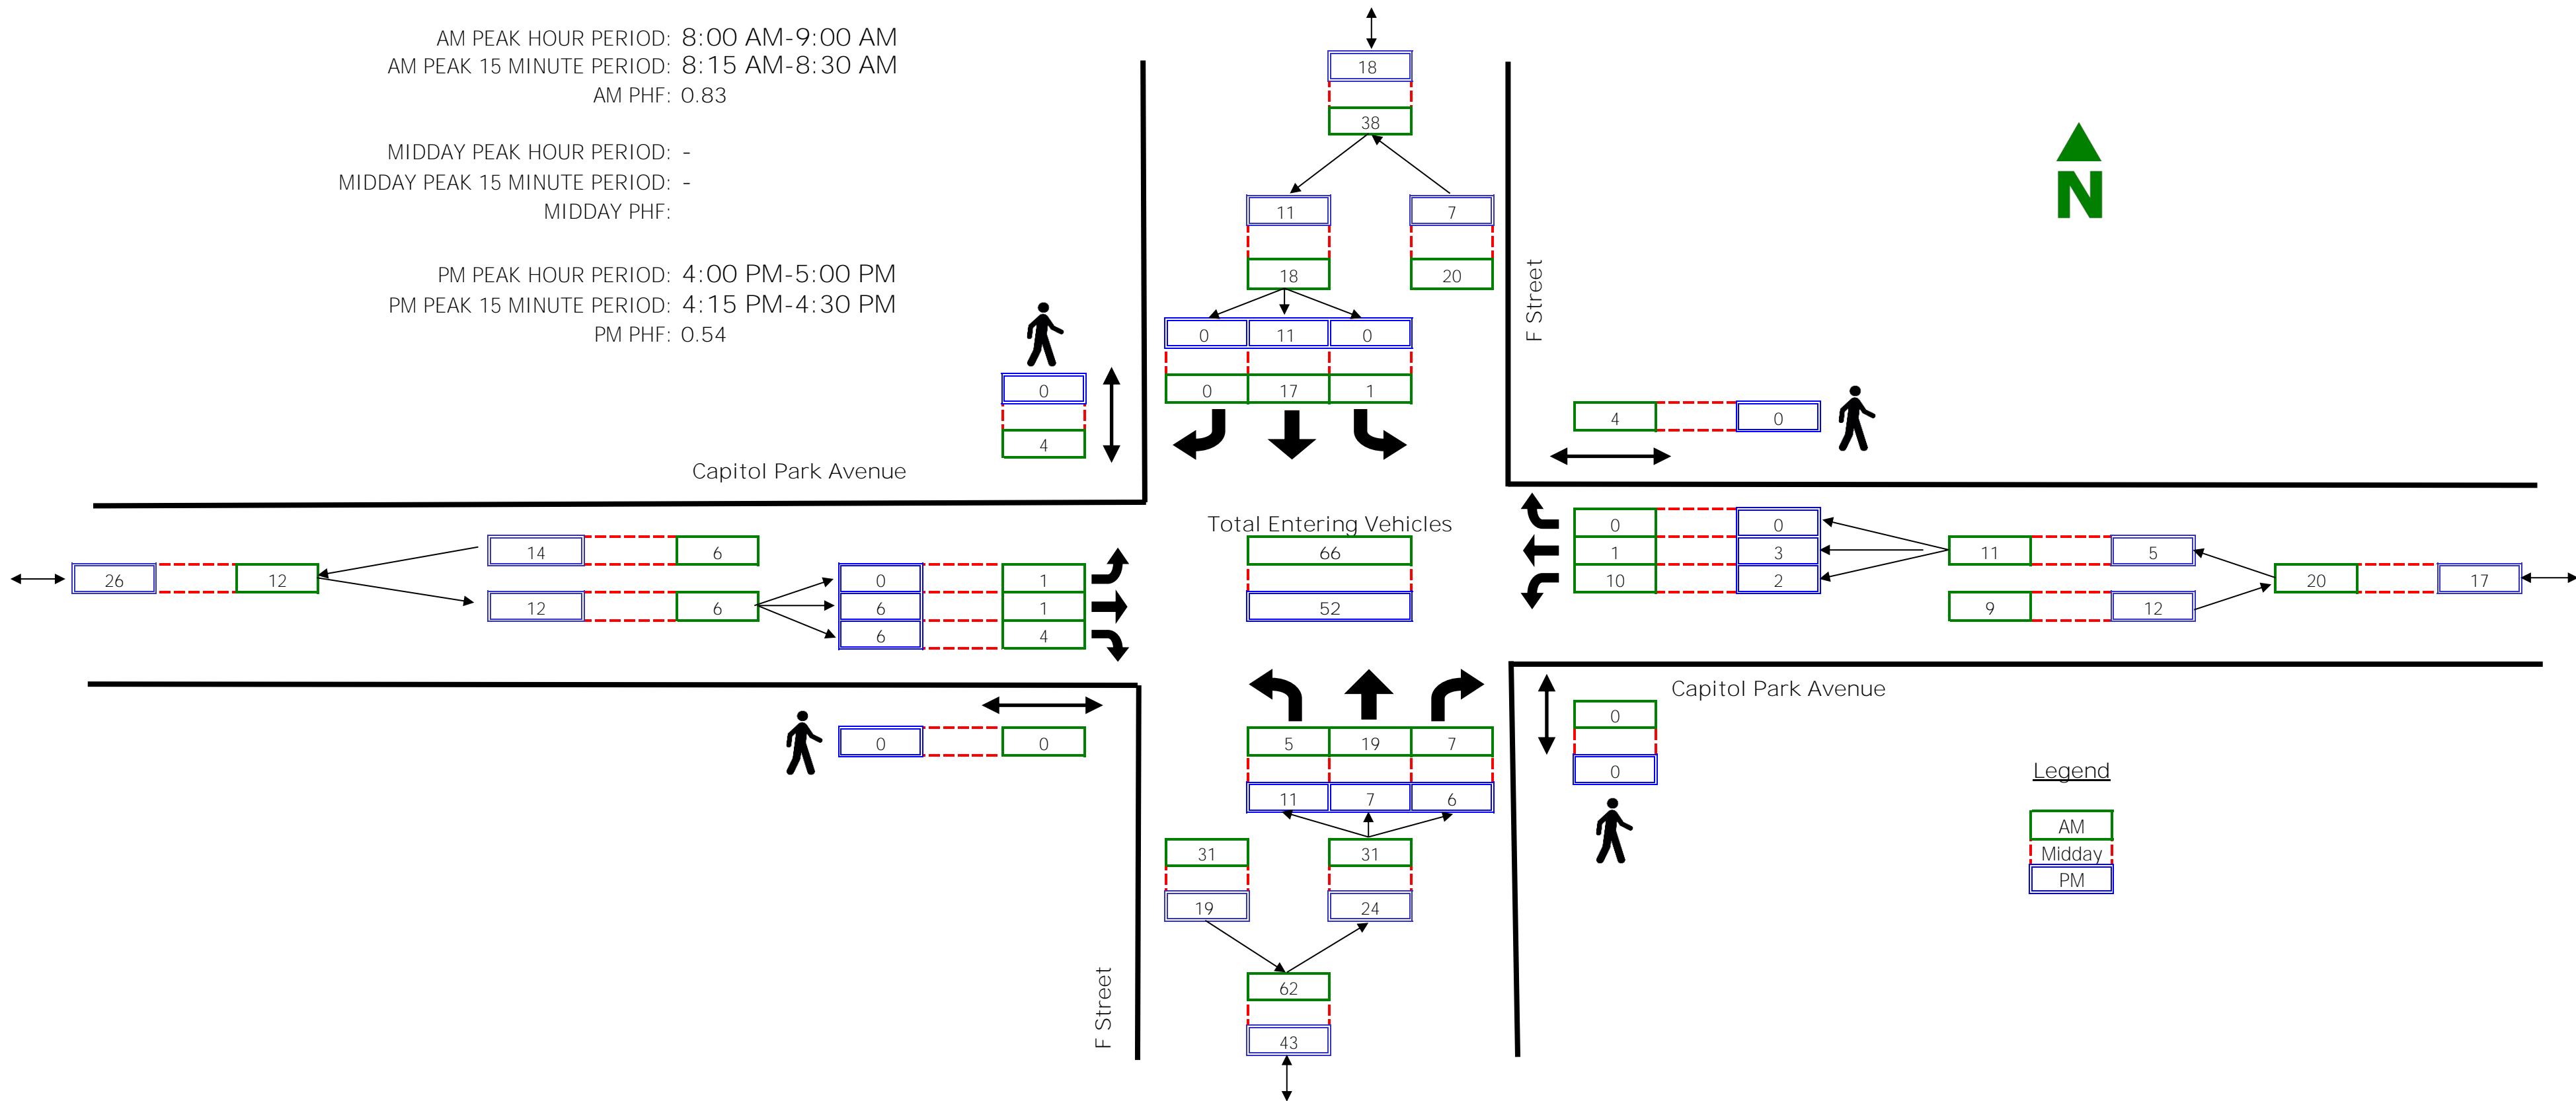 AM PEAK HOUR PERIOD: 8:00 AM-9:00 AM
AM PEAK 15 MINUTE PERIOD: 8:15 AM-8:30 AM
AM PHF: 0.83
MIDDAY PEAK HOUR PERIOD: -
MIDDAY PEAK 15 MINUTE PERIOD: -
MIDDAY PHF:
PM PEAK HOUR PERIOD: 4:00 PM-5:00 PM
PM PEAK 15 MINUTE PERIOD: 4:15 PM-4:30 PM
PM PHF: 0.54
18
38
11 7
18 20
0 11 0
0 17 1
F Street
N
0
4
4 0
Capitol Park Avenue
Total Entering Vehicles
66
52
14 6
26 12
12 6
0 1
6 1
6 4
0 0
1 3
10 2
11 5
20 17
9 12
Capitol Park Avenue
0 0
5 19 7
11 7 6
0
0
31 31
19 24
62
43
F Street
Legend
AM
Midday
PM